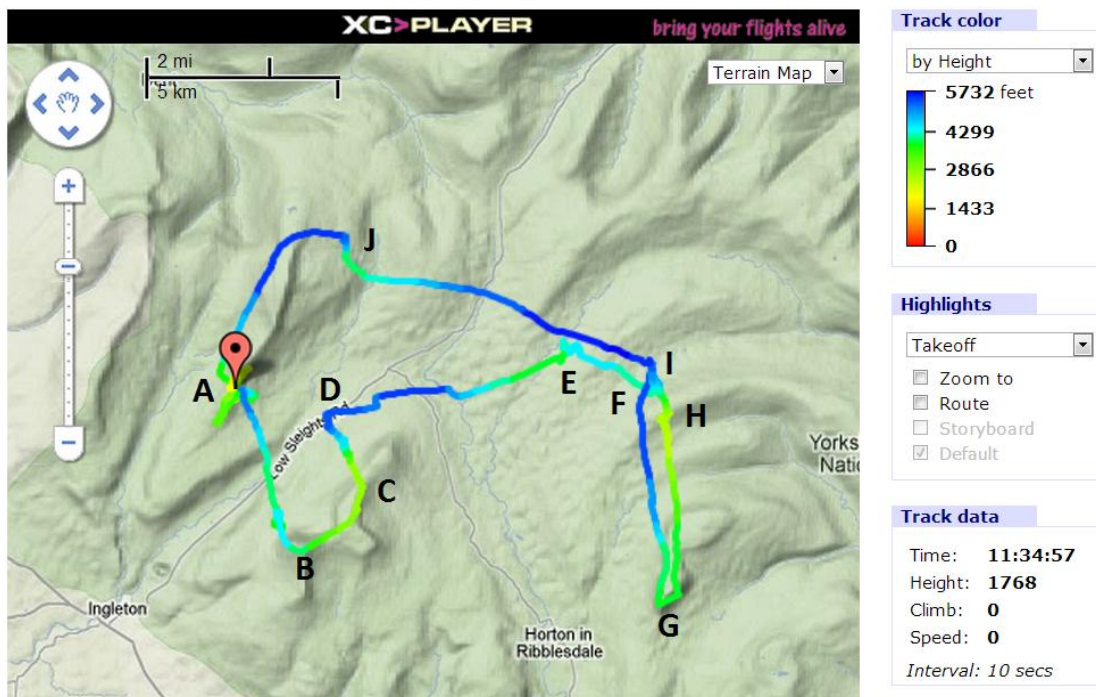 XC>PLAYER
bring your flights alive
2 mi
5 km
Terrain Map
J
A
D
E
I
F
H
Low Sleights Rd
C
B
G
Yorks
Natio
Ingleton
Horton in
Ribblesdale
Track color
by Height
5732 feet
4299
2866
1433
0
Highlights
Takeoff
Zoom to
Route
Storyboard
Default
Track data
Time: 11:34:57
Height: 1768
Climb: 0
Speed: 0
Interval: 10 secs